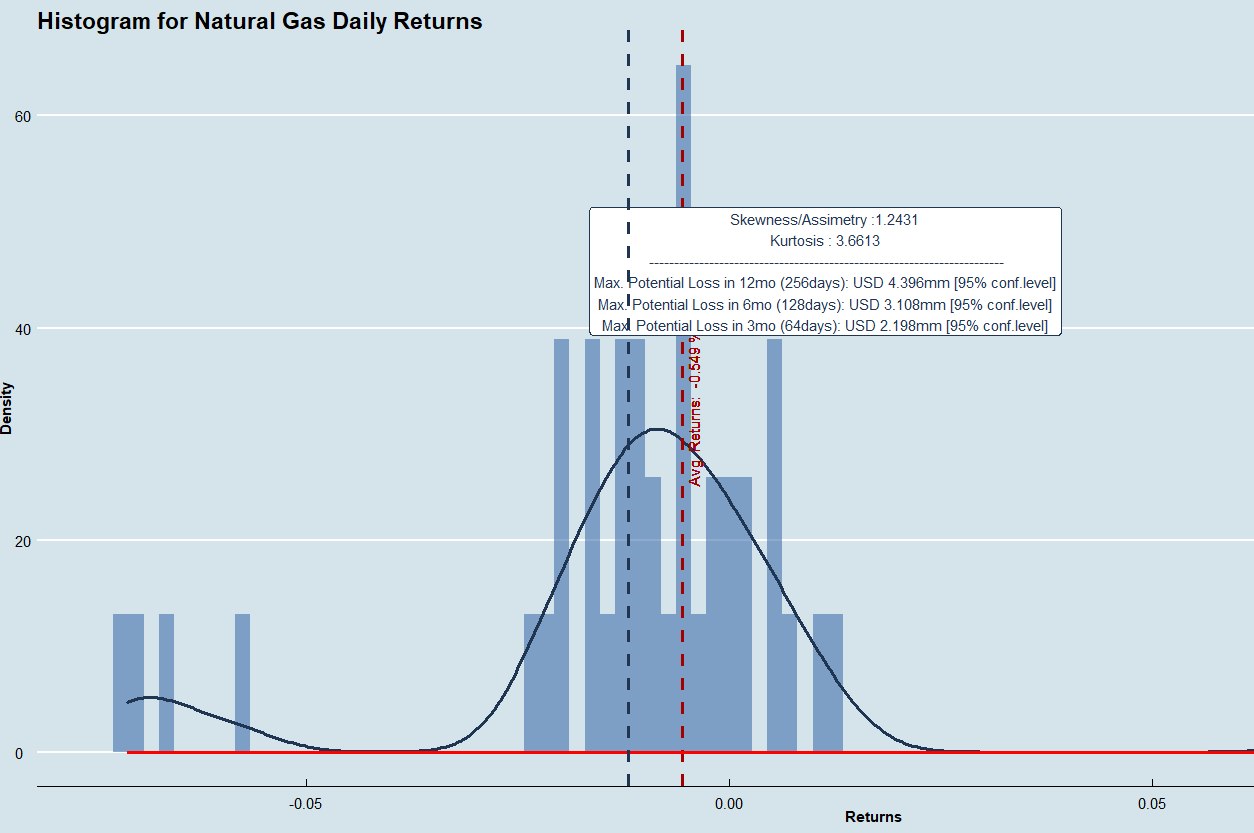 Histogram for Natural Gas Daily Returns
60
Skewness/Assimetry :1.2431
Kurtosis : 3.6613
---------------------------------------------------------------------------
Max. Potential Loss in 12mo (256days): USD 4.396mm [95% conf.level]
Max. Potential Loss in 6mo (128days): USD 3.108mm [95% conf.level]
Max. Potential Loss in 3mo (64days): USD 2.198mm [95% conf.level]
40
Avg. Returns: -0.549 %
Density
20
0
-0.05
0.00
0.05
Returns